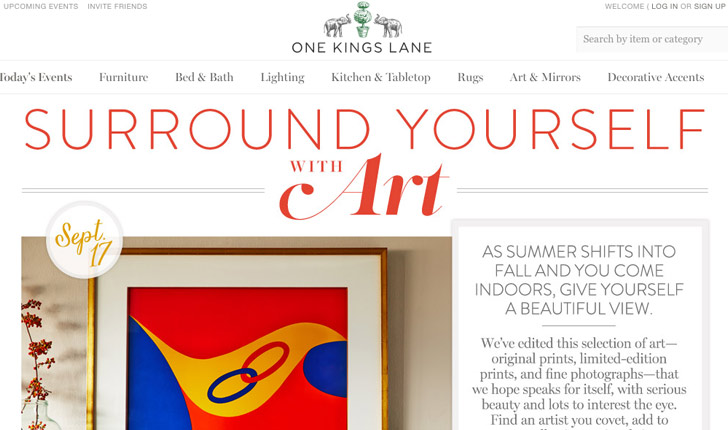 UPCOMING EVENTS INVITE FRIENDS
WELCOME ( LOG IN OR SIGN UP
ONE KINGS LANE
Search by item or category
Today's Events Furniture Bed & Bath Lighting Kitchen & Tabletop Rugs Art & Mirrors Decorative Accents
SURROUND YOURSELF
WITH Art
Sept.
17
AS SUMMER SHIFTS INTO
FALL AND YOU COME
INDOORS, GIVE YOURSELF
A BEAUTIFUL VIEW.
We've edited this selection of art—
original prints, limited-edition
prints, and fine photographs—that
we hope speaks for itself, with serious
beauty and lots to interest the eye.
Find an artist you covet, add to